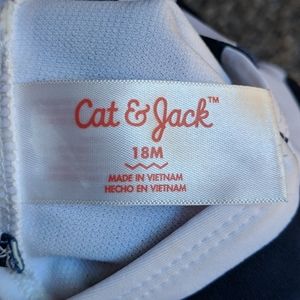 Cat & Jack™
18M
MADE IN VIETNAM
HECHO EN VIETNAM